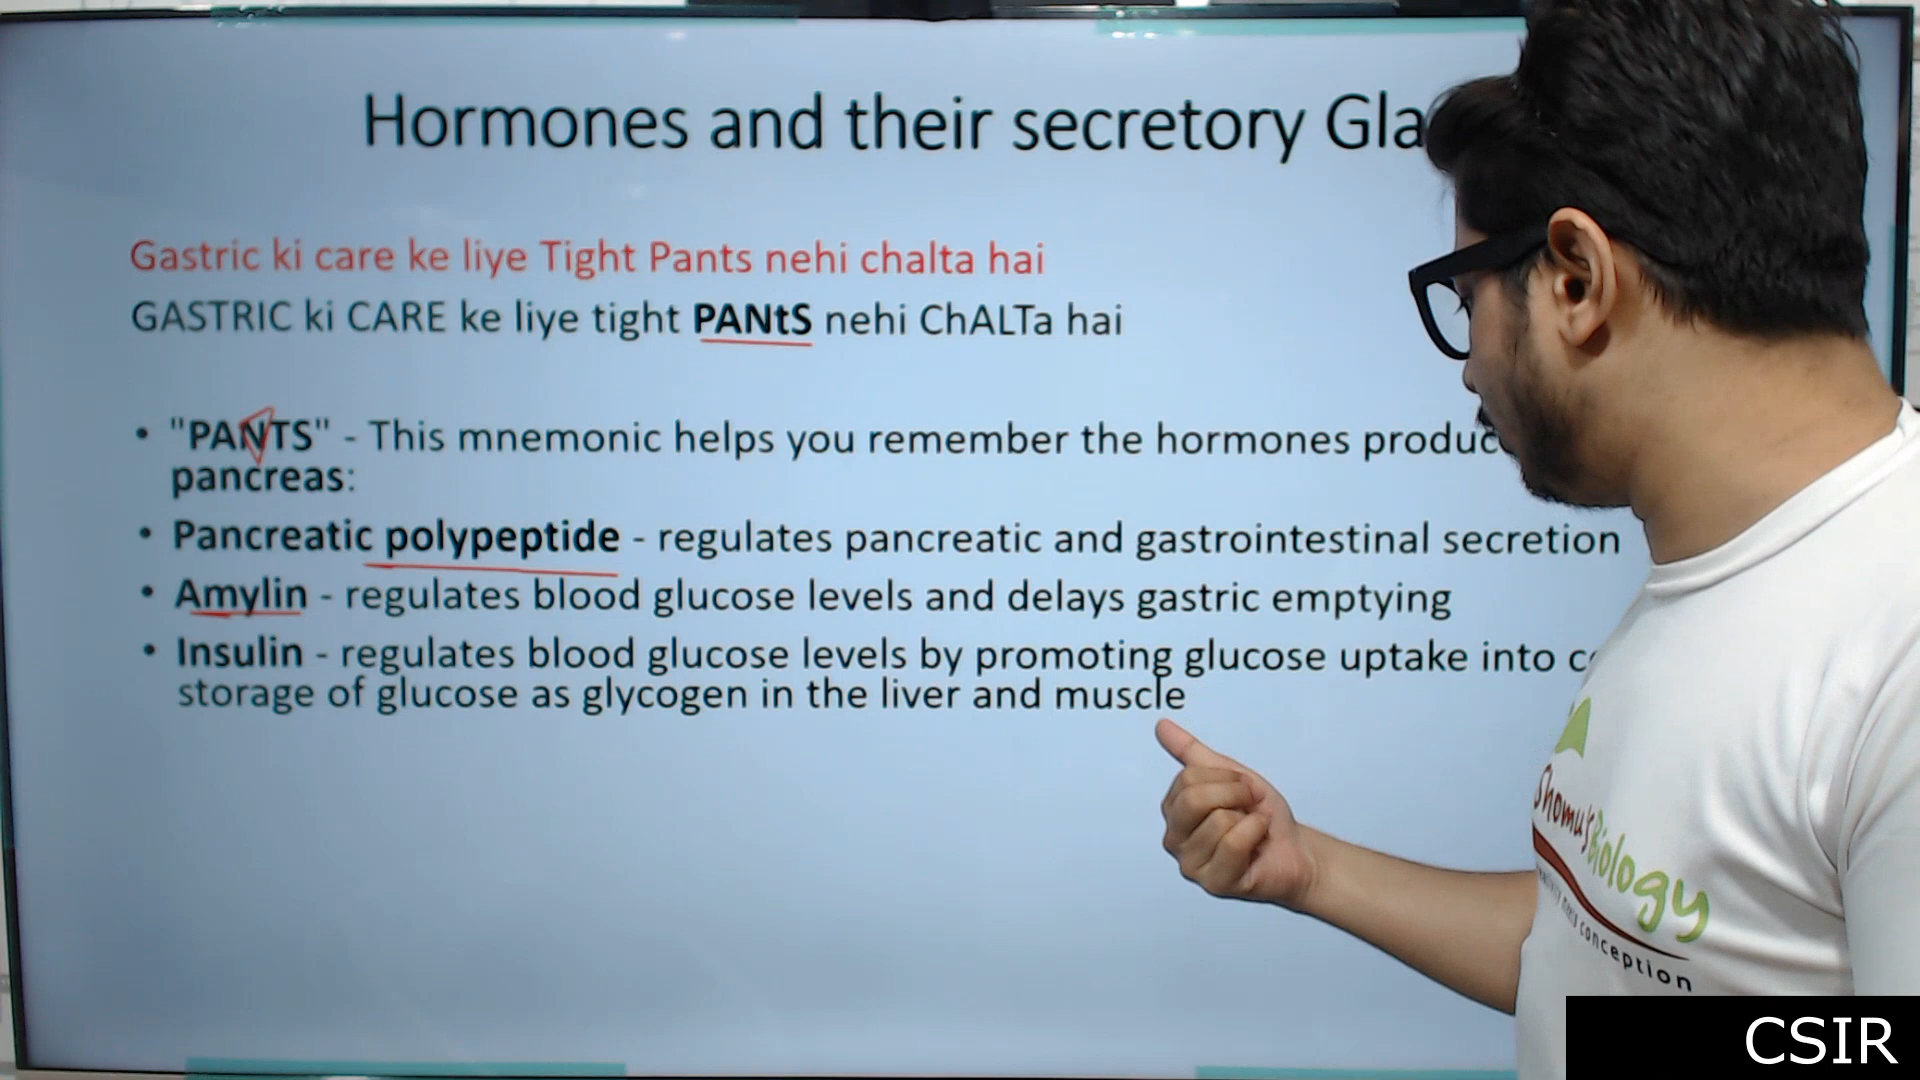 Hormones and their secretory
Gastric ki care ke liye Tight Pants nehi chalta hai
GASTRIC ki CARE ke liye tight PANtS nehi ChALTa hai
• "PANTS" - This mnemonic helps you remember the hormones
pancreas:
• Pancreatic polypeptide - regulates pancreatic and gastrointestinal secretion
• Amylin - regulates blood glucose levels and delays gastric emptying
• Insulin - regulates blood glucose levels by promoting glucose uptake into
storage of glucose as glycogen in the liver and muscle
Shomu's Biology
conception
CSIR